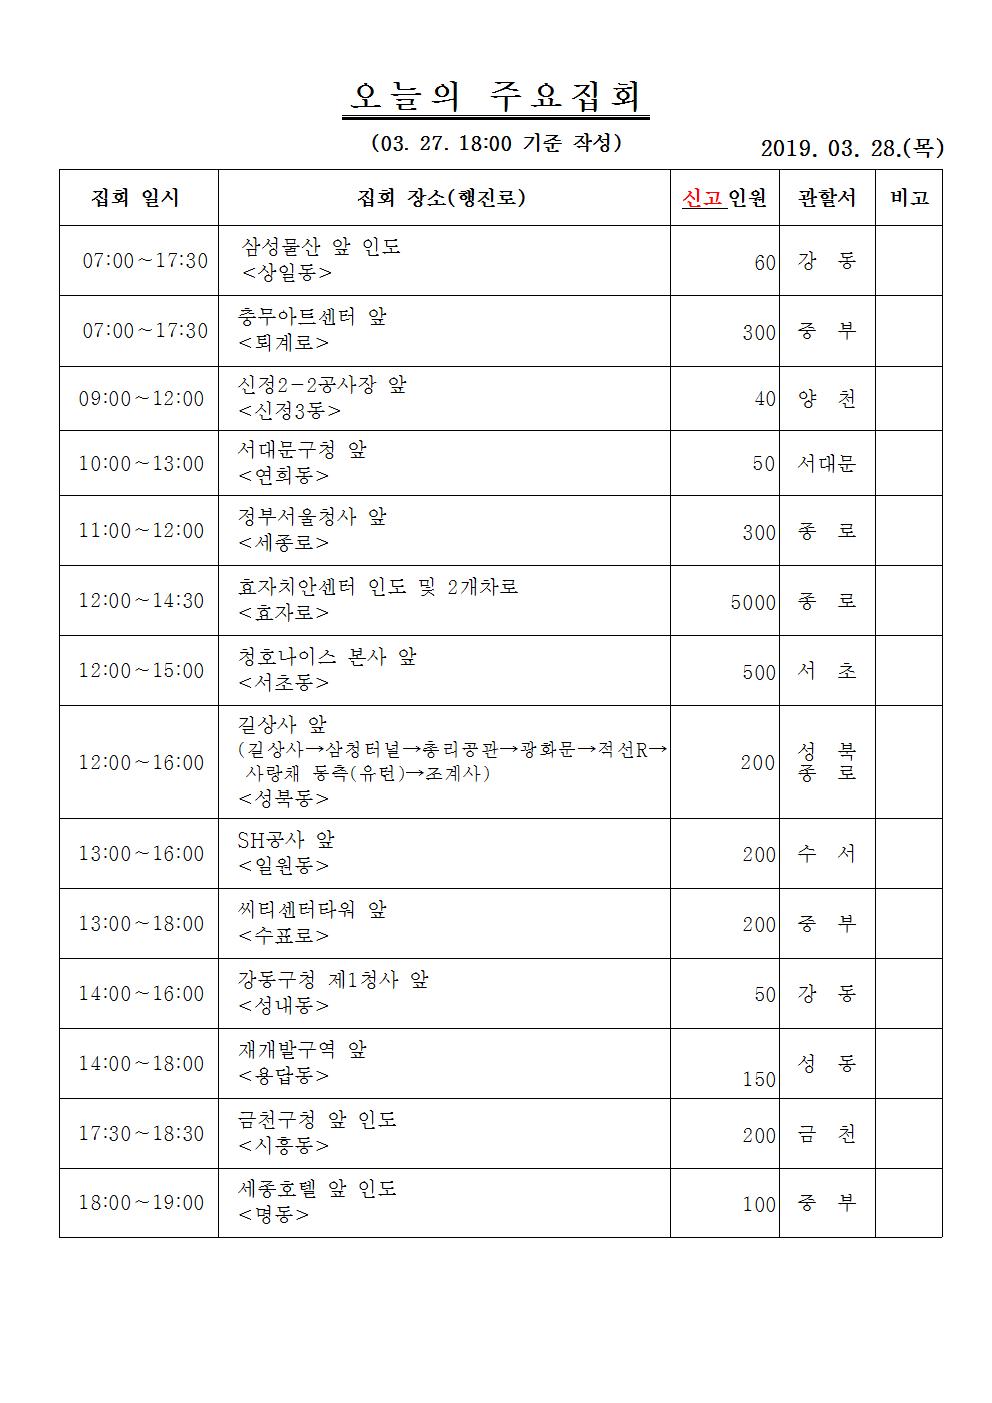 오늘의 주요집회
(03. 27. 18:00 기준 작성)
2019. 03. 28.(목)
집회 일시 집회 장소(행진로) 신고인원 관할서 비고
07:00~17:30 삼성물산 앞 인도 60 강 동
<상일동>
07:00~17:30 충무아트센터 앞 300 중 부
<퇴계로>
09:00~12:00 신정2-2공사장 앞 40 양 천
<신정3동>
10:00~13:00 서대문구청 앞 50 서대문
<연희동>
11:00~12:00 정부서울청사 앞 300 종 로
<세종로>
12:00~14:30 효자치안센터 인도 및 2개차로 5000 종 로
<효자로>
12:00~15:00 청호나이스 본사 앞 500 서 초
<서초동>
12:00~16:00 길상사 앞 200 성 북
(길상사→삼청터널→총리공관→광화문→적선R→ 종 로
사랑채 동측(유턴)→조계사)
<성북동>
13:00~16:00 SH공사 앞 200 수 서
<일원동>
13:00~18:00 씨티센터타워 앞 200 중 부
<수표로>
14:00~16:00 강동구청 제1청사 앞 50 강 동
<성내동>
14:00~18:00 재개발구역 앞 150 성 동
<용답동>
17:30~18:30 금천구청 앞 인도 200 금 천
<시흥동>
18:00~19:00 세종호텔 앞 인도 100 중 부
<명동>